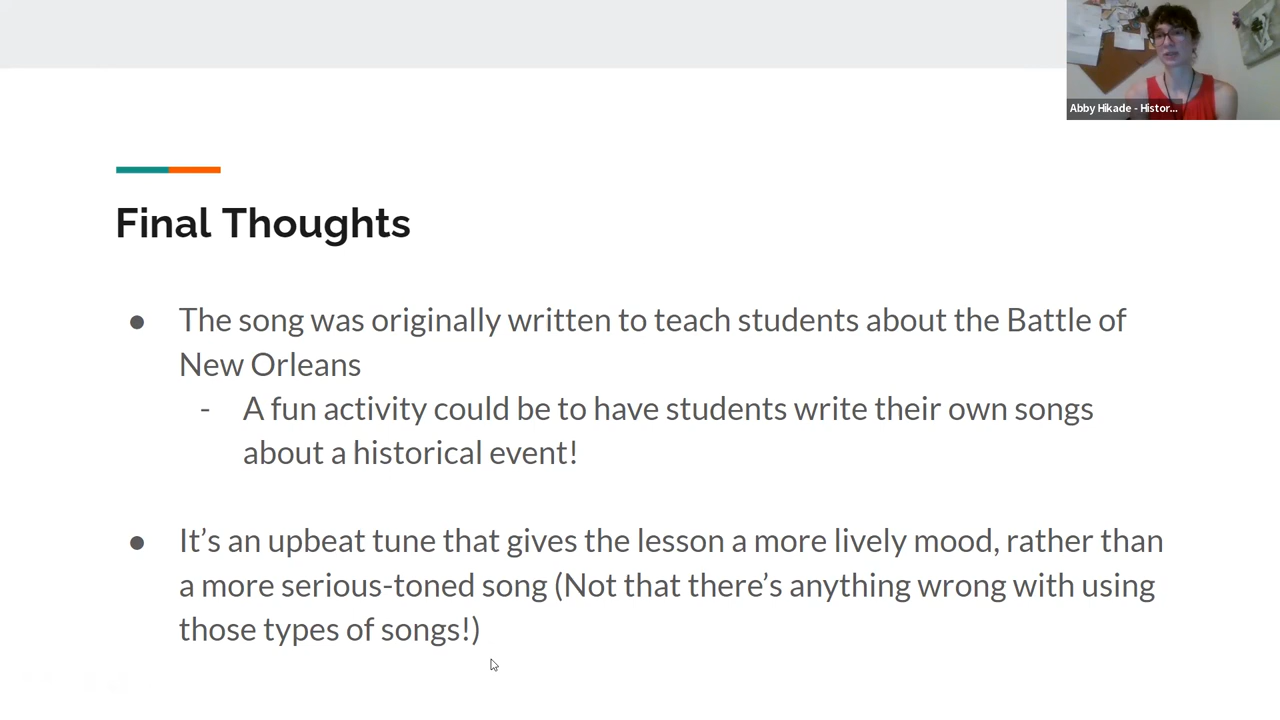 Abby Hikade - Histor...
Final Thoughts
● The song was originally written to teach students about the Battle of
New Orleans
- A fun activity could be to have students write their own songs
about a historical event!
● It’s an upbeat tune that gives the lesson a more lively mood, rather than
a more serious-toned song (Not that there’s anything wrong with using
those types of songs!)